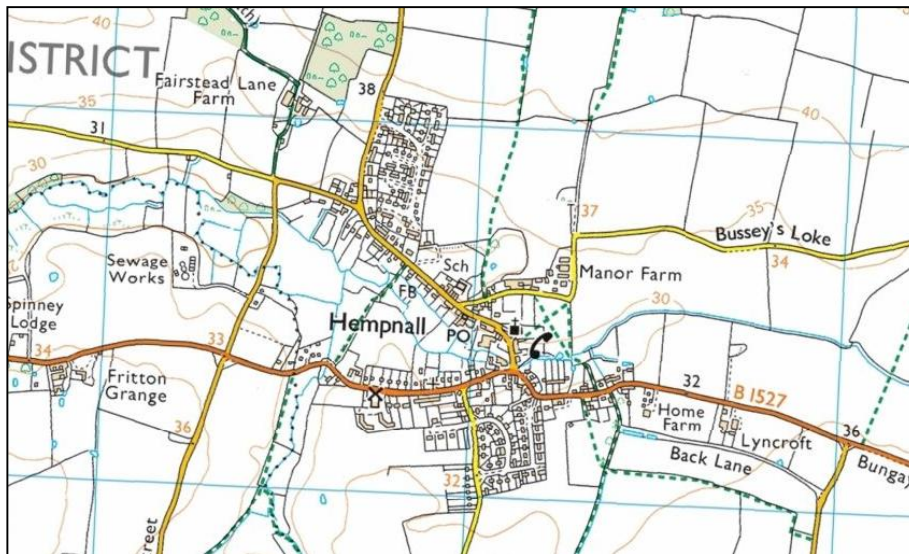 40
38
40
ISTRICT
Fairstead Lane
Farm
35
31
30
37
35
Bussey's Loke
34
Sch
Manor Farm
Sewage
Works
FB
30
Spinney
Lodge
Hempnall
PO
33
34
32
B 1527
Fritton
Grange
Home
Farm
Lyncroft
36
36
Back Lane
Bungay
32
reet